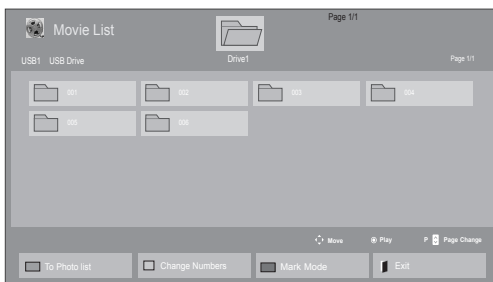 Page 1/1
Movie List
Drive1
USB1 USB Drive
Page 1/1
001 002 003 004
005 006
Move Play P Page Change
To Photo list Change Numbers Mark Mode Exit